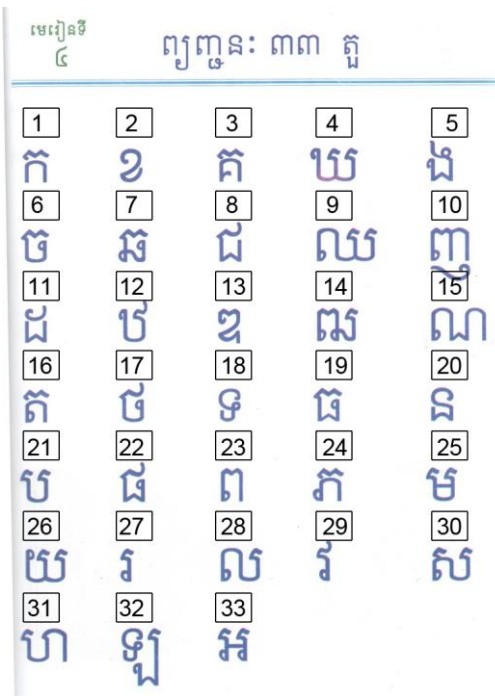 មេរៀនទី
៤
ព្យញ្ជនៈ ៣៣ តួ
1 2 3 4 5
ក ខ គ ឃ ង
6 7 8 9 10
ច ឆ ជ ឈ ញ
11 12 13 14 15
ដ ឋ ឌ ឍ ណ
16 17 18 19 20
ត ថ ទ ធ ន
21 22 23 24 25
ប ផ ព ភ ម
26 27 28 29 30
យ រ ល វ ស
31 32 33
ហ ឡ អ